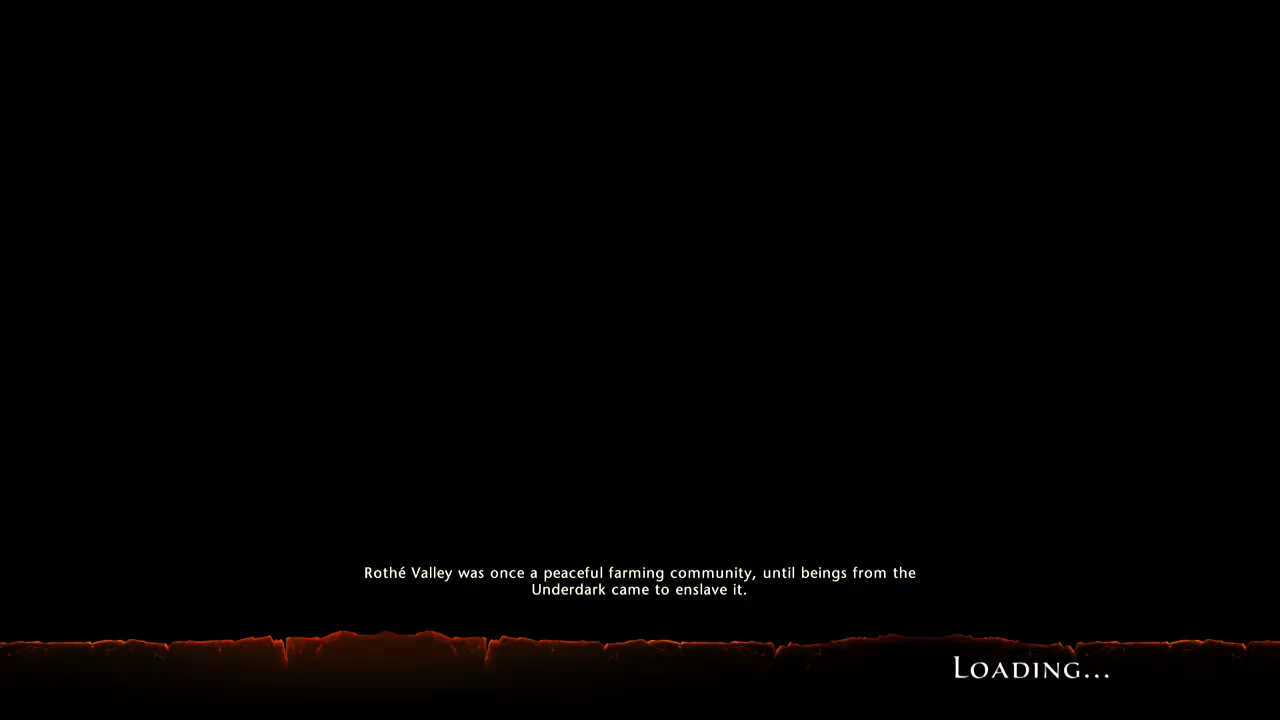 Rothé Valley was once a peaceful farming community, until beings from the
Underdark came to enslave it.
Loading...